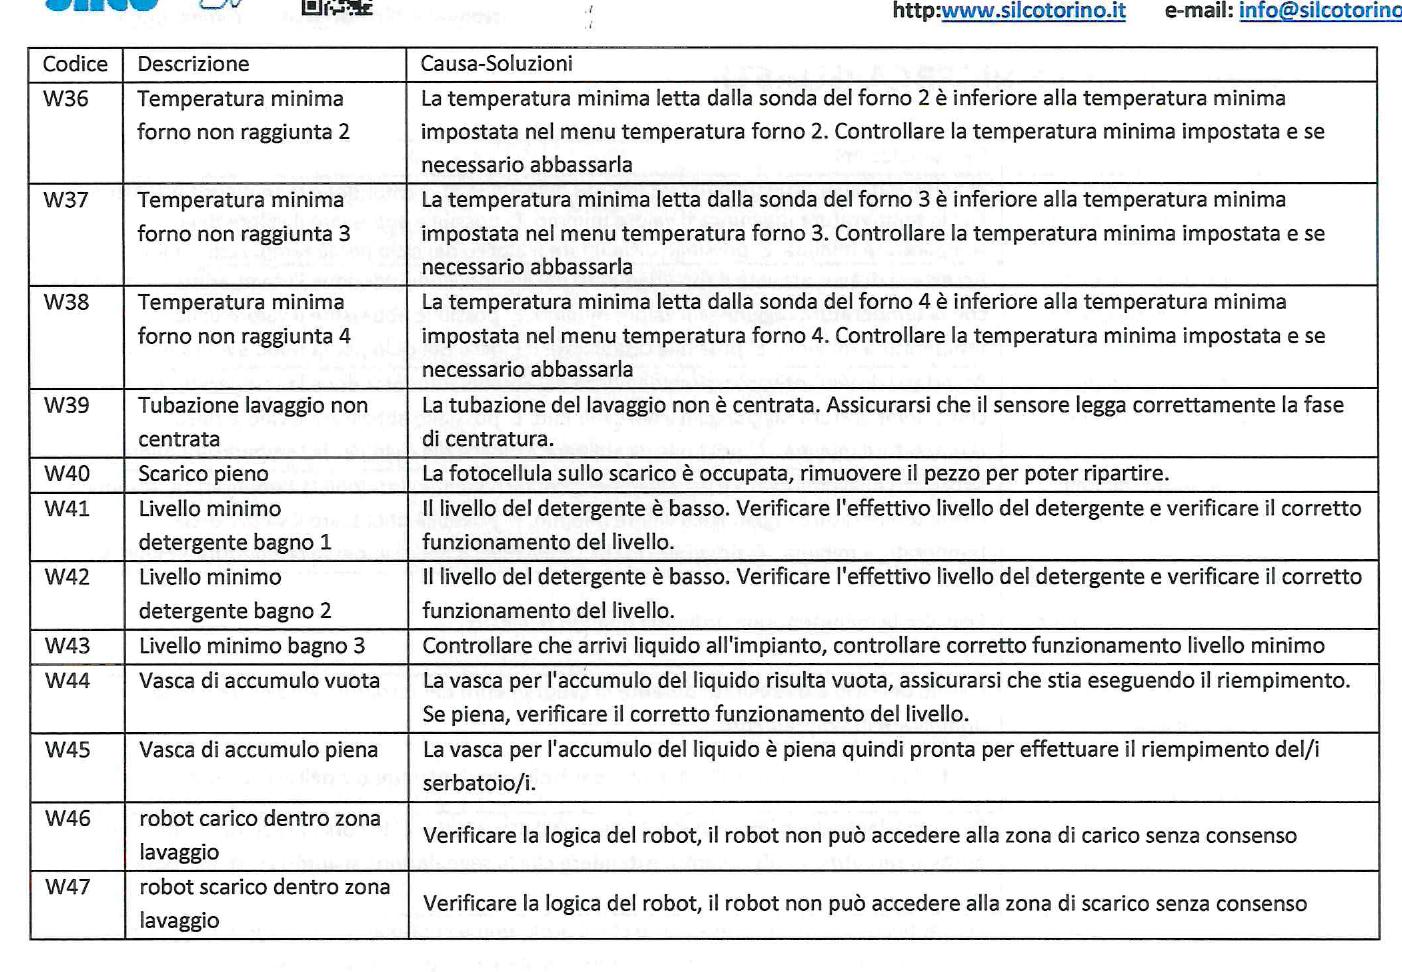 silco
http:www.silcotorino.it e-mail: info@silcotorino
Codice Descrizione Causa-Soluzioni
W36 Temperatura minima La temperatura minima letta dalla sonda del forno 2 è inferiore alla temperatura minima
forno non raggiunta 2 impostata nel menu temperatura forno 2. Controllare la temperatura minima impostata e se
necessario abbassarla
W37 Temperatura minima La temperatura minima letta dalla sonda del forno 3 è inferiore alla temperatura minima
forno non raggiunta 3 impostata nel menu temperatura forno 3. Controllare la temperatura minima impostata e se
necessario abbassarla
W38 Temperatura minima La temperatura minima letta dalla sonda del forno 4 è inferiore alla temperatura minima
forno non raggiunta 4 impostata nel menu temperatura forno 4. Controllare la temperatura minima impostata e se
necessario abbassarla
W39 Tubazione lavaggio non La tubazione del lavaggio non è centrata. Assicurarsi che il sensore legga correttamente la fase
centrata di centratura.
W40 Scarico pieno La fotocellula sullo scarico è occupata, rimuovere il pezzo per poter ripartire.
W41 Livello minimo Il livello del detergente è basso. Verificare l'effettivo livello del detergente e verificare il corretto
detergente bagno 1 funzionamento del livello.
W42 Livello minimo Il livello del detergente è basso. Verificare l'effettivo livello del detergente e verificare il corretto
detergente bagno 2 funzionamento del livello.
W43 Livello minimo bagno 3 Controllare che arrivi liquido all'impianto, controllare corretto funzionamento livello minimo
W44 Vasca di accumulo vuota La vasca per l'accumulo del liquido risulta vuota, assicurarsi che stia eseguendo il riempimento.
Se piena, verificare il corretto funzionamento del livello.
W45 Vasca di accumulo piena La vasca per l'accumulo del liquido è piena quindi pronta per effettuare il riempimento del/i
serbatoio/i.
W46 robot carico dentro zona Verificare la logica del robot, il robot non può accedere alla zona di carico senza consenso
lavaggio
W47 robot scarico dentro zona Verificare la logica del robot, il robot non può accedere alla zona di scarico senza consenso
lavaggio